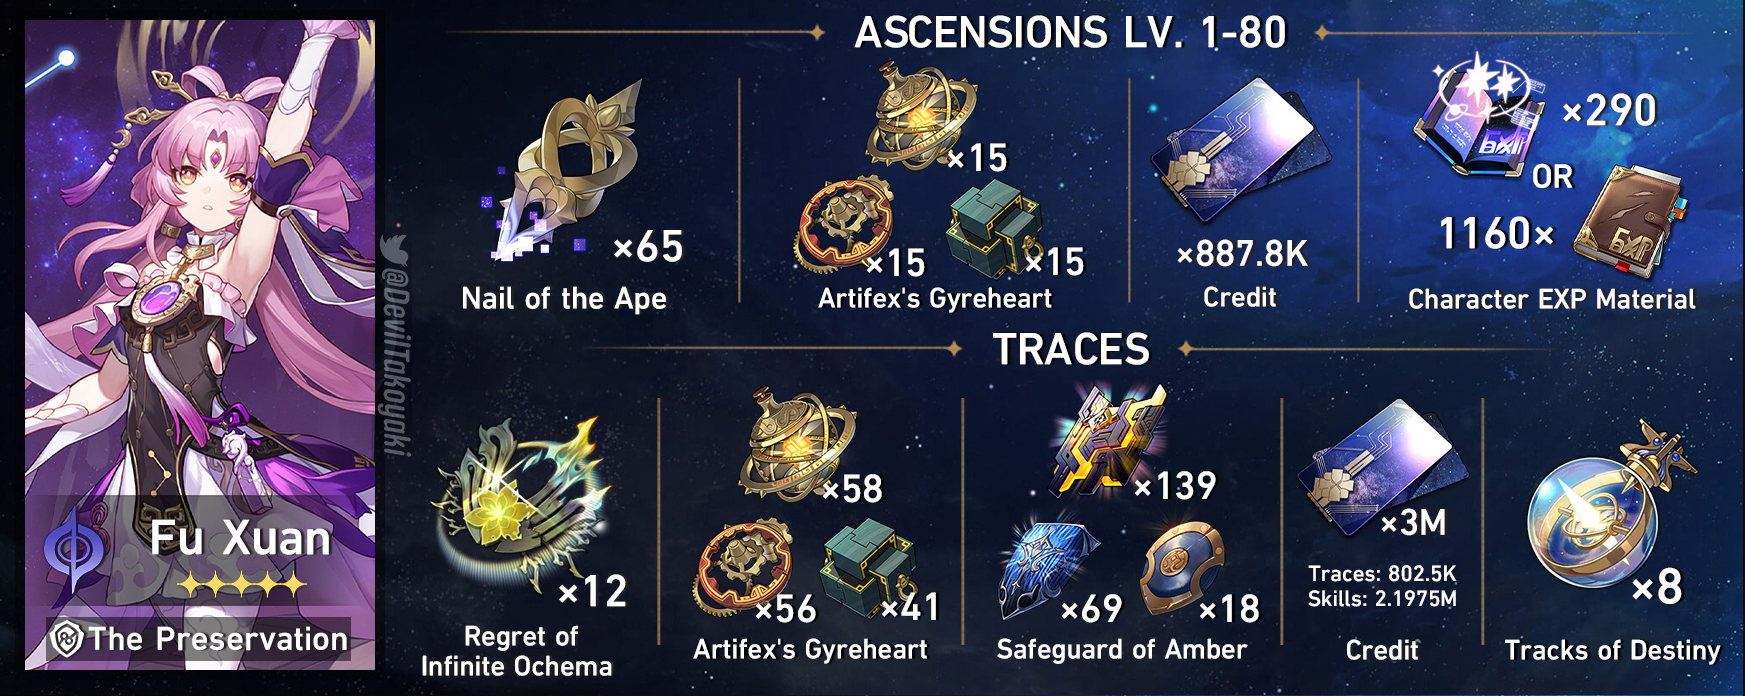 ASCENSIONS LV. 1-80
×65
Nail of the Ape
×15
×15
×15
Artifex's Gyreheart
×887.8K
Credit
×290
OR
1160×
EXP
Character EXP Material
@DevilTakoyaki
TRACES
×12
Regret of
Infinite Ochema
×58
×56
×41
Artifex's Gyreheart
×139
×69
×18
Safeguard of Amber
×3M
Traces: 802.5K
Skills: 2.1975M
Credit
×8
Tracks of Destiny
Fu Xuan
The Preservation